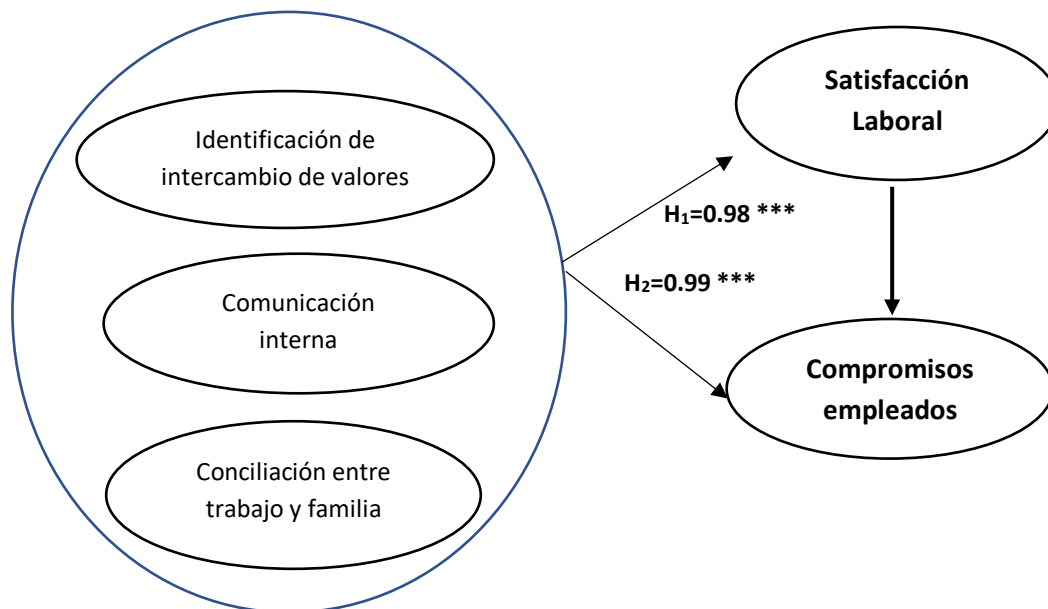 Identificación de
intercambio de valores
Comunicación
interna
Conciliación entre
trabajo y familia
H₁=0.98 ***
H₂=0.99 ***
Satisfacción
Laboral
Compromisos
empleados